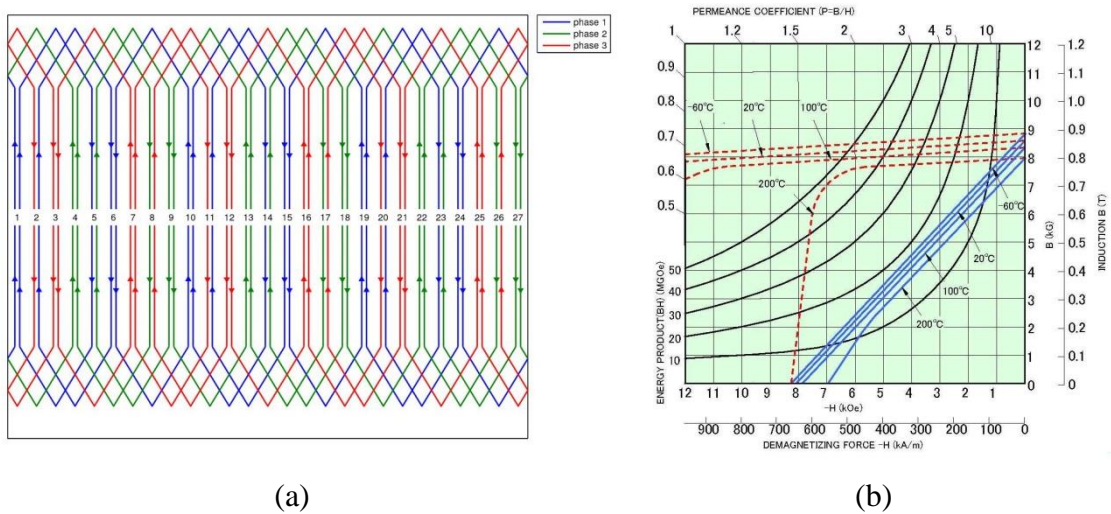 phase 1
phase 2
phase 3
1 2 3 4 5 6 7 8 9 10 11 12 13 14 15 16 17 18 19 20 21 22 23 24 25 26 27
(a)
PERMEANCE COEFFICIENT (P=B/H)
1 1.2 1.5 2 3 4 5 10
0.9
0.8
0.7
0.6
0.5
-60°C 20°C 100°C
200°C
50
40
30
20
10
ENERGY PRODUCT(BH) (MGOe)
-60°C
20°C
100°C
200°C
12
11
10
9
8
7
6
5
4
3
2
1
0
B (kG)
1.2
1.1
1.0
0.9
0.8
0.7
0.6
0.5
0.4
0.3
0.2
0.1
0
INDUCTION B (T)
12 11 10 9 8 7 6 5 4 3 2 1
-H (kOe)
900 800 700 600 500 400 300 200 100 0
DEMAGNETIZING FORCE -H (kA/m)
(b)